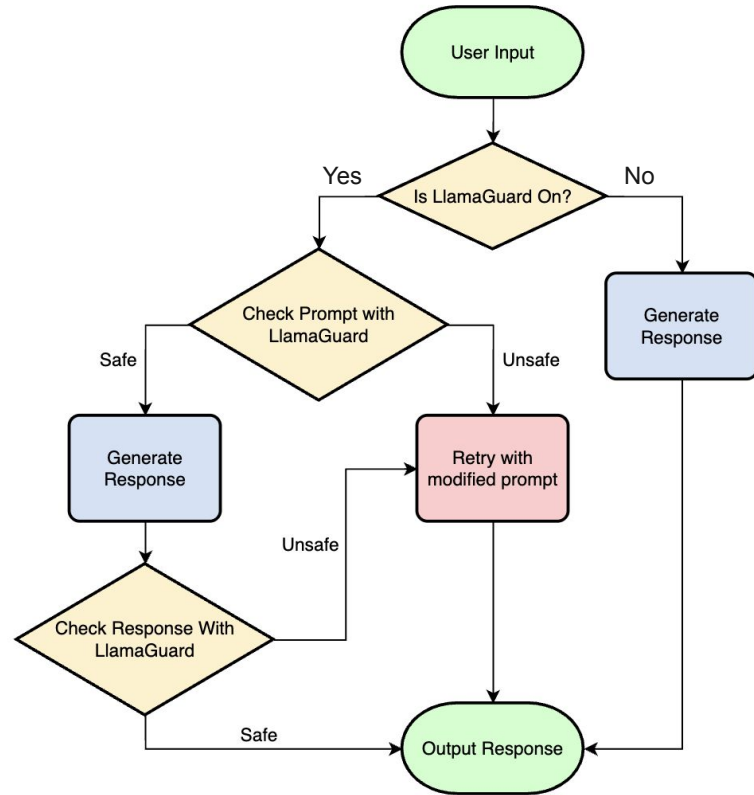 User Input
Yes
Is LlamaGuard On?
No
Check Prompt with
LlamaGuard
Generate
Response
Safe
Unsafe
Generate
Response
Retry with
modified prompt
Unsafe
Check Response With
LlamaGuard
Safe
Output Response